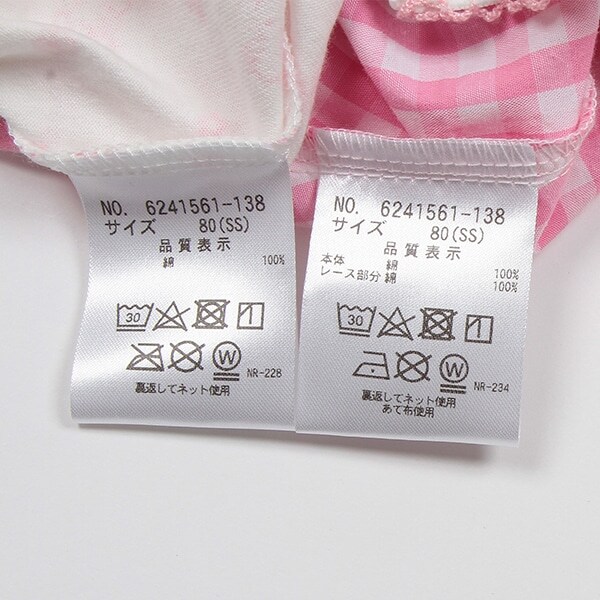 NO. 6241561-138
サイズ 80(SS)
品質表示
綿 100%
30
W
NR-228
裏返してネット使用
NO. 6241561-138
サイズ 80(SS)
品質表示
本体 綿 100%
レース部分 綿 100%
30
W
NR-234
裏返してネット使用
あて布使用